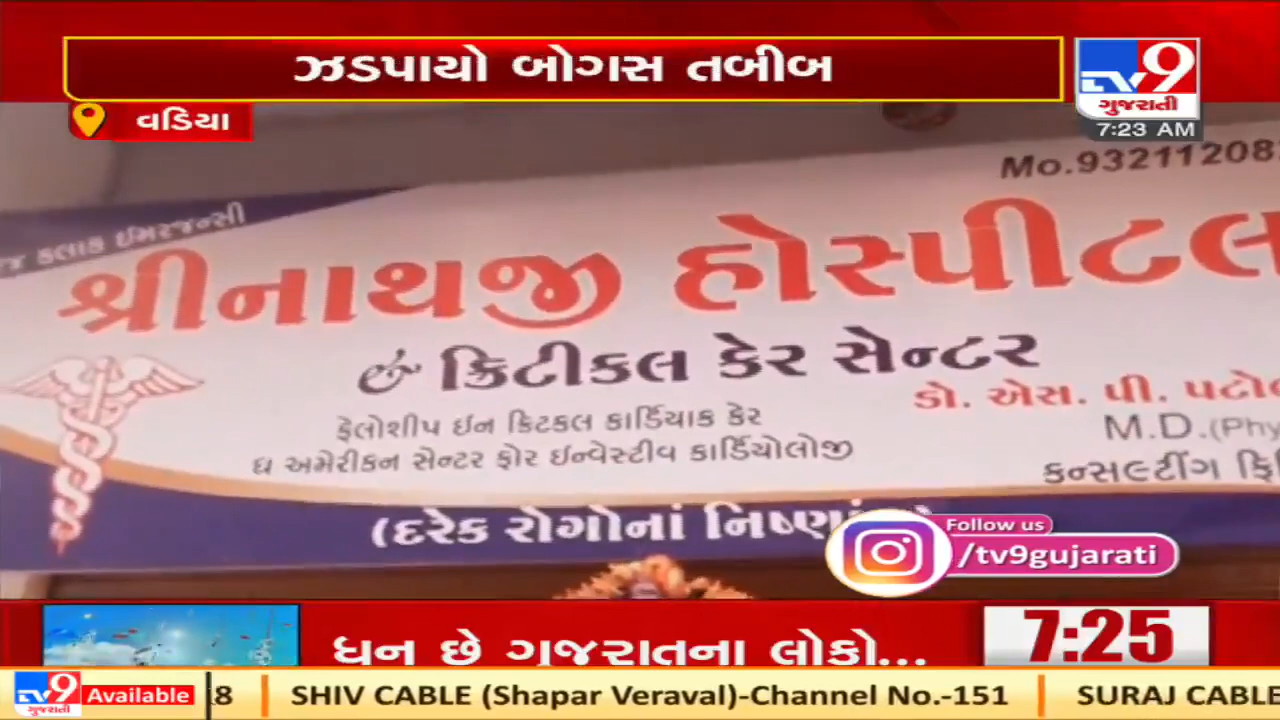 ઝડપાયો બોગસ તબીબ
TV9
ગુજરાતી
7:23 AM
વડિયા
Mo.9321120
કલાક ઈમરજન્સી
શ્રીનાથજી હોસ્પીટલ
ક્રિટીકલ કેર સેન્ટર
ડો. એસ. પી.
ફેલોશીપ ઈન ક્રિટકલ કાર્ડિયાક કેર
M.D.(Phy
ધ અમેરીકન સેન્ટર ફોર ઈન્વેસ્ટીવ કાર્ડિયોલોજી
કન્સલ્ટીંગ
(દરેક રોગોનાં
Follow us
/tv9gujarati
ધન છે ગુજરાતના લોકો...
7:25
TV9
ગુજરાતી
Available
8
SHIV CABLE (Shapar Veraval)-Channel No.-151
SURAJ CABLE